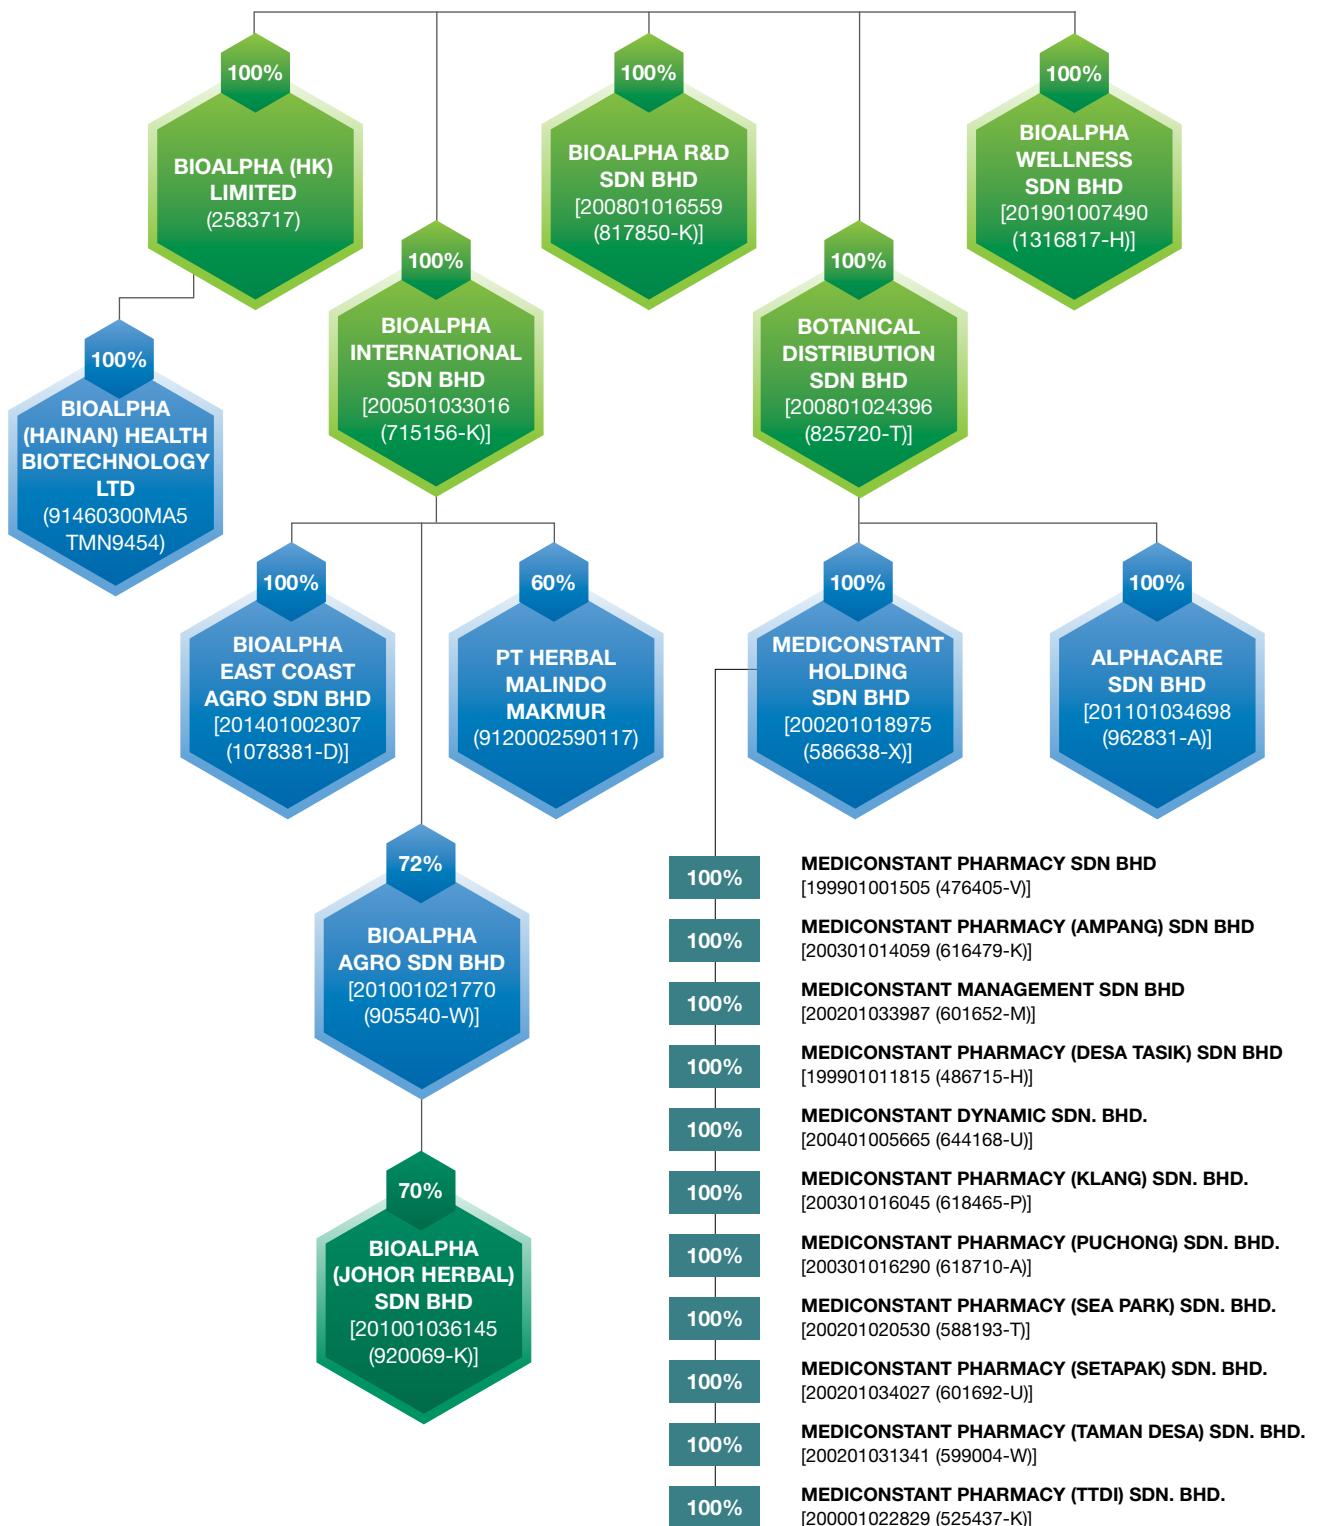 100%
BIOALPHA (HK)
LIMITED
(2583717)
100%
BIOALPHA R&D
SDN BHD
[200801016559
(817850-K)]
100%
BIOALPHA
WELLNESS
SDN BHD
[201901007490
(1316817-H)]
100%
BIOALPHA
INTERNATIONAL
SDN BHD
[200501033016
(715156-K)]
100%
BOTANICAL
DISTRIBUTION
SDN BHD
[200801024396
(825720-T)]
100%
BIOALPHA
(HAINAN) HEALTH
BIOTECHNOLOGY
LTD
(91460300MA5
TMN9454)
100%
BIOALPHA
EAST COAST
AGRO SDN BHD
[201401002307
(1078381-D)]
60%
PT HERBAL
MALINDO
MAKMUR
(9120002590117)
100%
MEDICONSTANT
HOLDING
SDN BHD
[200201018975
(586638-X)]
100%
ALPHACARE
SDN BHD
[201101034698
(962831-A)]
72%
BIOALPHA
AGRO SDN BHD
[201001021770
(905540-W)]
70%
BIOALPHA
(JOHOR HERBAL)
SDN BHD
[201001036145
(920069-K)]
100%
MEDICONSTANT PHARMACY SDN BHD
[199901001505 (476405-V)]
100%
MEDICONSTANT PHARMACY (AMPANG) SDN BHD
[200301014059 (616479-K)]
100%
MEDICONSTANT MANAGEMENT SDN BHD
[200201033987 (601652-M)]
100%
MEDICONSTANT PHARMACY (DESA TASIK) SDN BHD
[199901011815 (486715-H)]
100%
MEDICONSTANT DYNAMIC SDN. BHD.
[200401005665 (644168-U)]
100%
MEDICONSTANT PHARMACY (KLANG) SDN. BHD.
[200301016045 (618465-P)]
100%
MEDICONSTANT PHARMACY (PUCHONG) SDN. BHD.
[200301016290 (618710-A)]
100%
MEDICONSTANT PHARMACY (SEA PARK) SDN. BHD.
[200201020530 (588193-T)]
100%
MEDICONSTANT PHARMACY (SETAPAK) SDN. BHD.
[200201034027 (601692-U)]
100%
MEDICONSTANT PHARMACY (TAMAN DESA) SDN. BHD.
[200201031341 (599004-W)]
100%
MEDICONSTANT PHARMACY (TTDI) SDN. BHD.
[200001022829 (525437-K)]